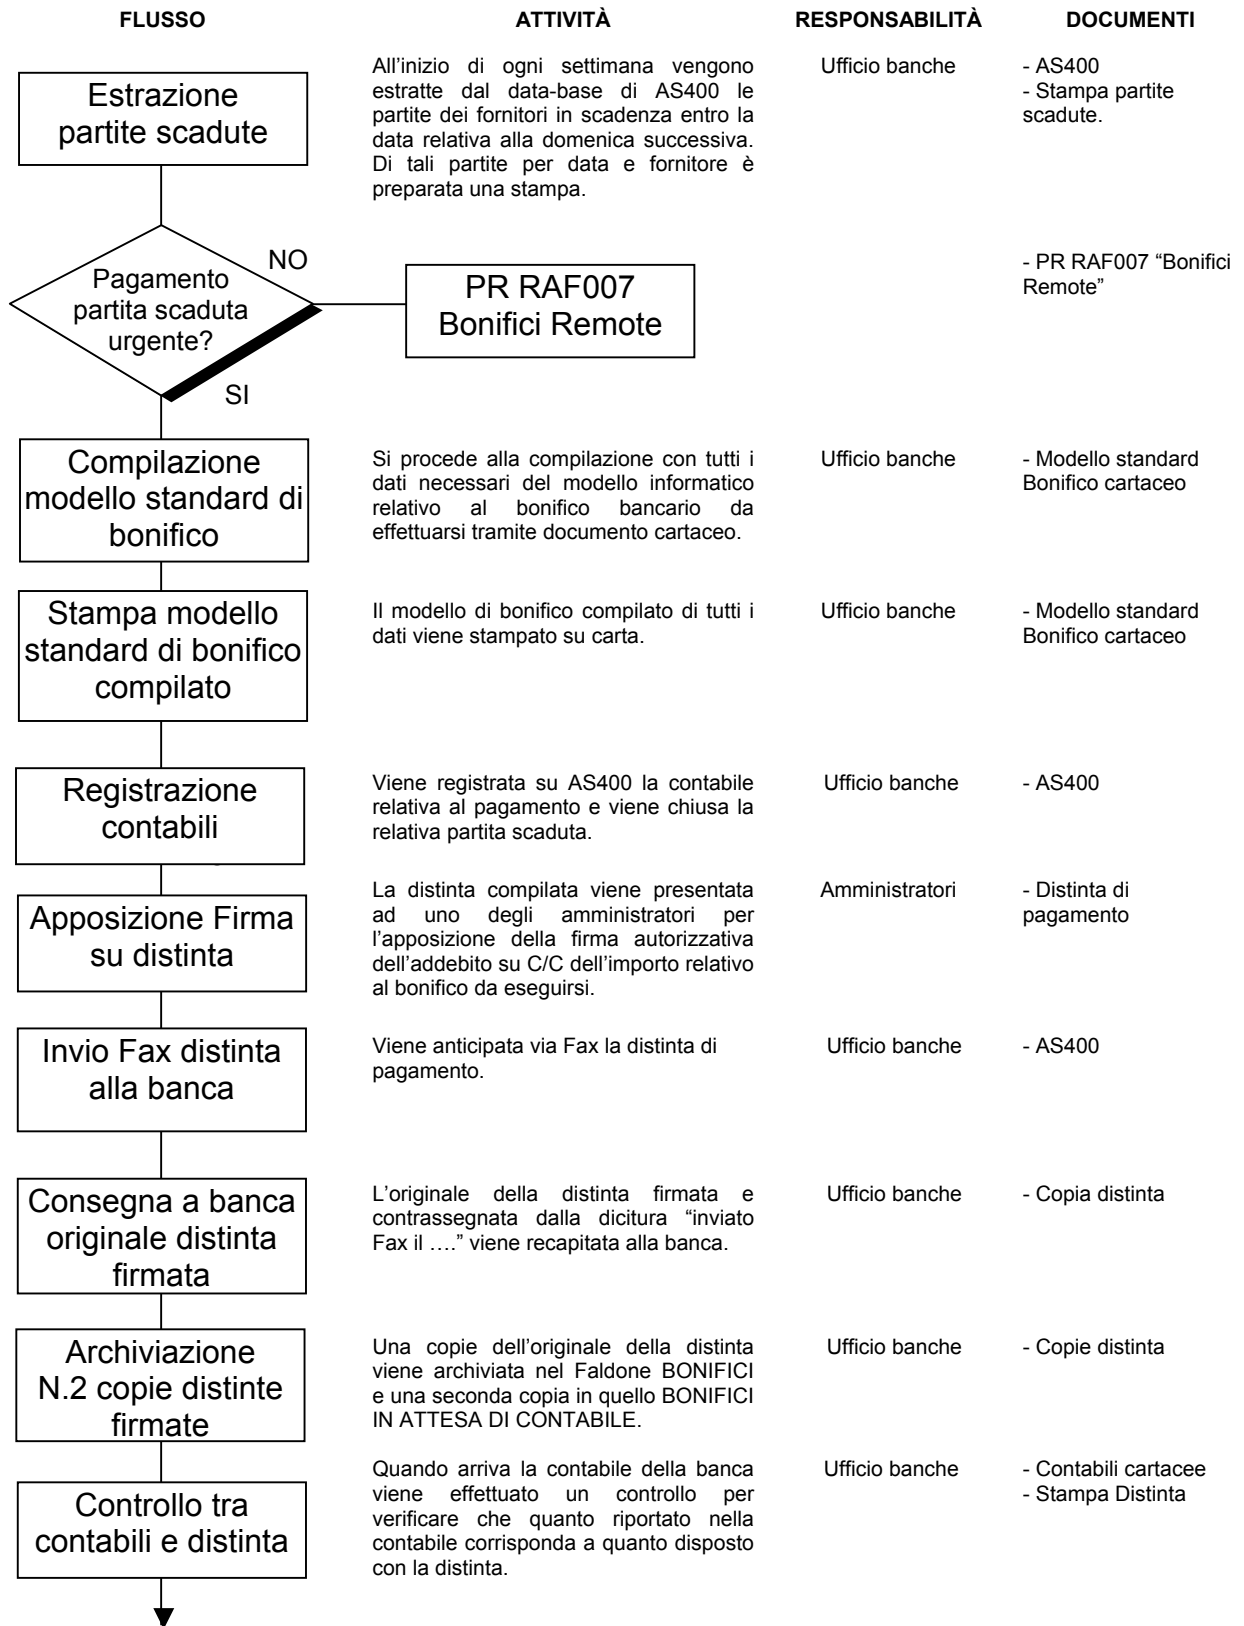 FLUSSO ATTIVITÀ RESPONSABILITÀ DOCUMENTI
Estrazione
partite scadute
All’inizio di ogni settimana vengono
estratte dal data-base di AS400 le
partite dei fornitori in scadenza entro la
data relativa alla domenica successiva.
Di tali partite per data e fornitore è
preparata una stampa.
Ufficio banche
- AS400
- Stampa partite
scadute.
Pagamento
partita scaduta
urgente?
NO
SI
PR RAF007
Bonifici Remote
- PR RAF007 “Bonifici
Remote”
Compilazione
modello standard di
bonifico
Si procede alla compilazione con tutti i
dati necessari del modello informatico
relativo al bonifico bancario da
effettuarsi tramite documento cartaceo.
Ufficio banche
- Modello standard
Bonifico cartaceo
Stampa modello
standard di bonifico
compilato
Il modello di bonifico compilato di tutti i
dati viene stampato su carta.
Ufficio banche
- Modello standard
Bonifico cartaceo
Registrazione
contabili
Viene registrata su AS400 la contabile
relativa al pagamento e viene chiusa la
relativa partita scaduta.
Ufficio banche
- AS400
Apposizione Firma
su distinta
La distinta compilata viene presentata
ad uno degli amministratori per
l’apposizione della firma autorizzativa
dell’addebito su C/C dell’importo relativo
al bonifico da eseguirsi.
Amministratori
- Distinta di
pagamento
Invio Fax distinta
alla banca
Viene anticipata via Fax la distinta di
pagamento.
Ufficio banche
- AS400
Consegna a banca
originale distinta
firmata
L’originale della distinta firmata e
contrassegnata dalla dicitura “inviato
Fax il ….” viene recapitata alla banca.
Ufficio banche
- Copia distinta
Archiviazione
N.2 copie distinte
firmate
Una copie dell’originale della distinta
viene archiviata nel Faldone BONIFICI
e una seconda copia in quello BONIFICI
IN ATTESA DI CONTABILE.
Ufficio banche
- Copie distinta
Controllo tra
contabili e distinta
Quando arriva la contabile della banca
viene effettuato un controllo per
verificare che quanto riportato nella
contabile corrisponda a quanto disposto
con la distinta.
Ufficio banche
- Contabili cartacee
- Stampa Distinta